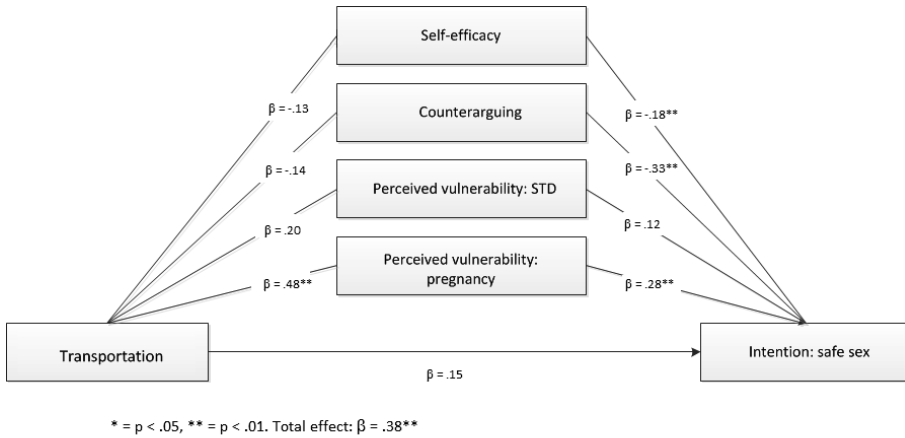 Self-efficacy
β = -.13
β = -.18**
Counterarguing
β = -.14
β = -.33**
Perceived vulnerability: STD
β = .20
β = .12
Perceived vulnerability:
pregnancy
β = .48**
β = .28**
Transportation
Intention: safe sex
β = .15
* = p < .05, ** = p < .01. Total effect: β = .38**